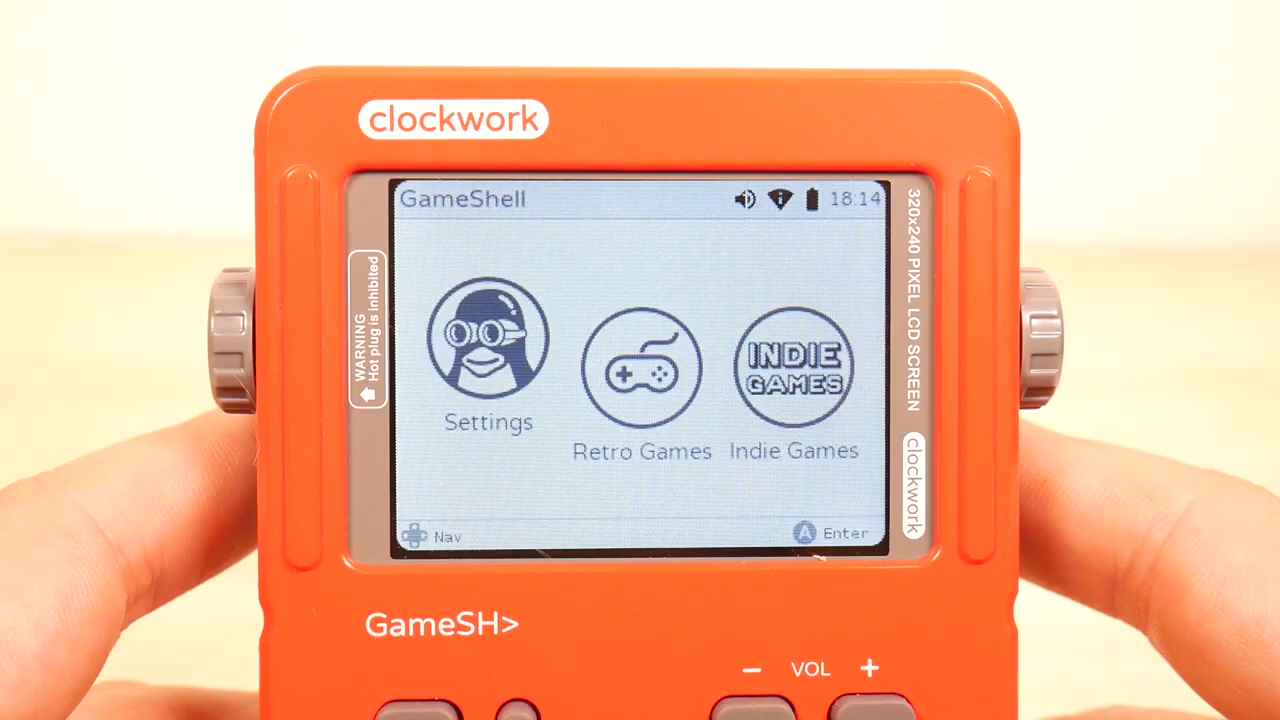 clockwork
GameShell
18:14
WARNING
Hot plug is inhibited
320x240 PIXEL LCD SCREEN
clockwork
INDIE
GAMES
Settings
Retro Games
Indie Games
Nav
A Enter
GameSH>
− VOL +